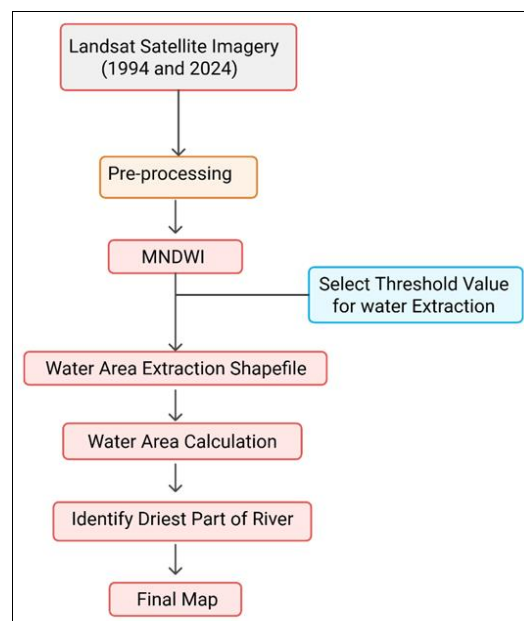 Landsat Satellite Imagery
(1994 and 2024)
Pre-processing
MNDWI
Select Threshold Value
for water Extraction
Water Area Extraction Shapefile
Water Area Calculation
Identify Driest Part of River
Final Map